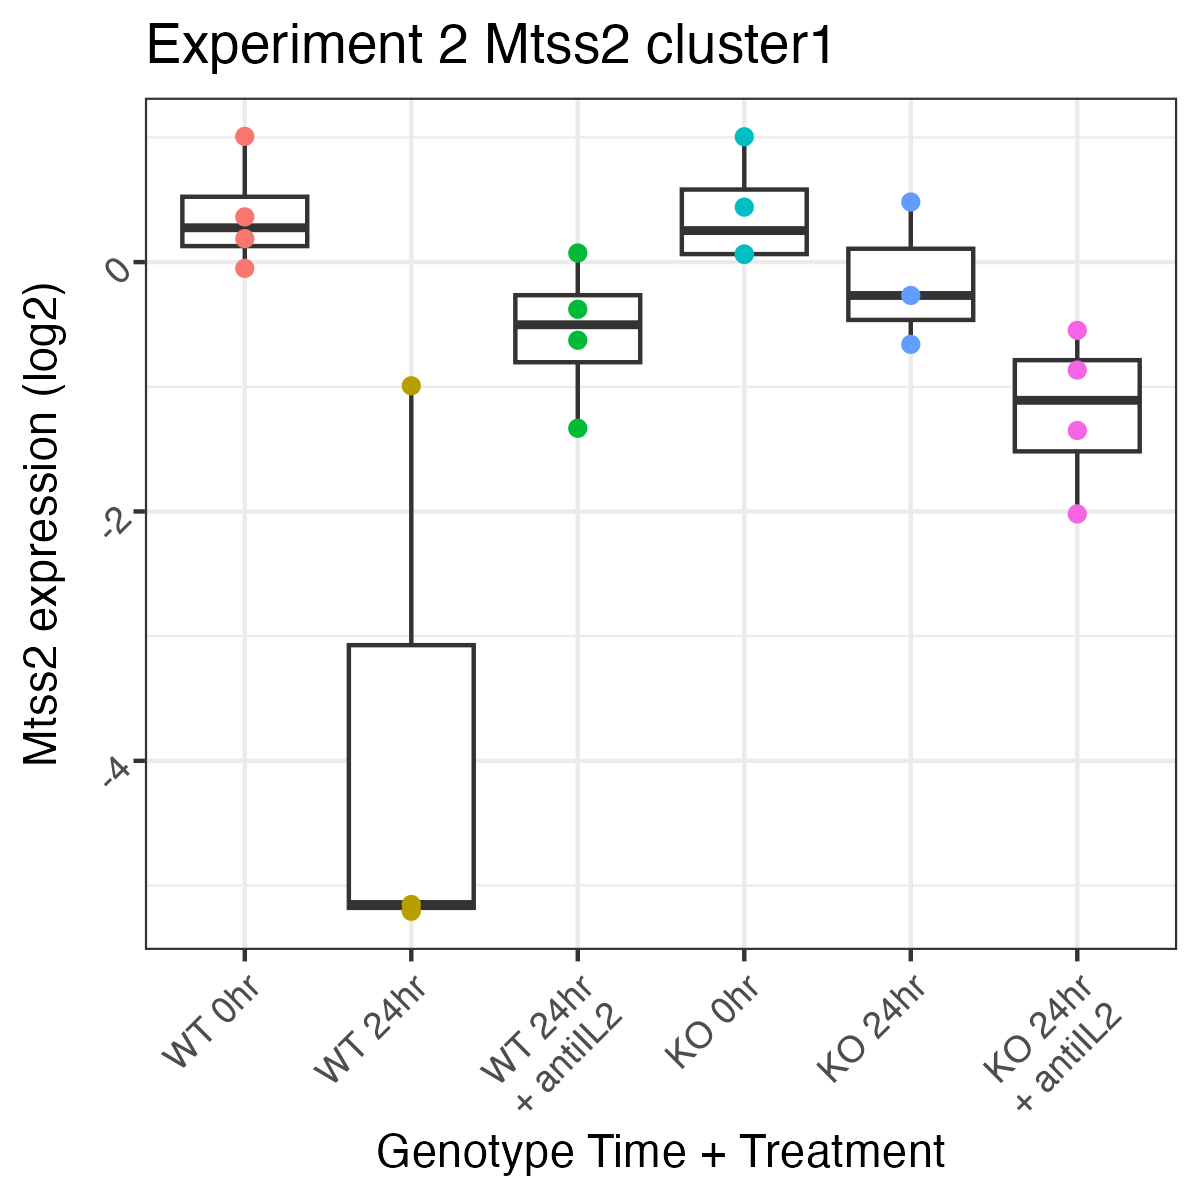 Experiment 2 Mtss2 cluster1
Mtss2 expression (log2)
0
-2
-4
WT 0hr
WT 24hr
WT 24hr
+ antiIL2
KO 0hr
KO 24hr
KO 24hr
+ antiIL2
Genotype Time + Treatment